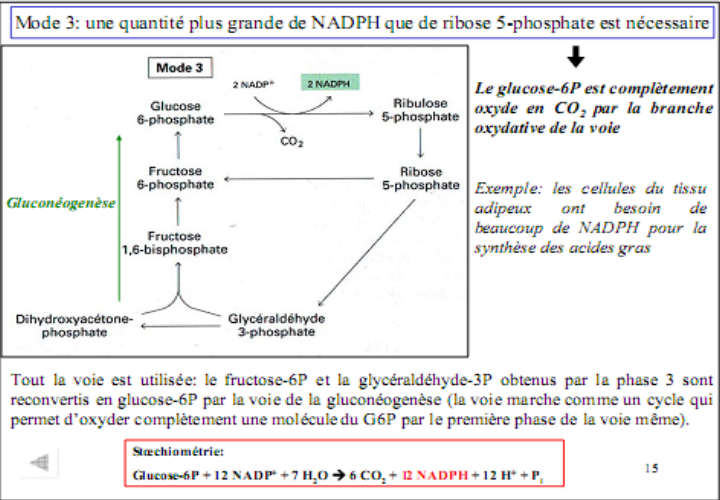 Mode 3: une quantité plus grande de NADPH que de ribose 5-phosphate est nécessaire
Mode 3
2 NADP⁺
2 NADPH
Glucose
6-phosphate
CO₂
Ribulose
5-phosphate
Fructose
6-phosphate
Ribose
5-phosphate
Gluconéogenèse
Fructose
1,6-bisphosphate
Dihydroxyacétone-
phosphate
Glycéraldéhyde
3-phosphate
Le glucose-6P est complètement
oxyde en CO₂ par la branche
oxydative de la voie
Exemple: les cellules du tissu
adipeux ont besoin de
beaucoup de NADPH pour la
synthèse des acides gras
Tout la voie est utilisée: le fructose-6P et la glycéraldéhyde-3P obtenus par la phase 3 sont
reconvertis en glucose-6P par la voie de la gluconéogenèse (la voie marche comme un cycle qui
permet d'oxyder complètement une molécule du G6P par le première phase de la voie même).
Stœchiométrie:
Glucose-6P + 12 NADP⁺ + 7 H₂O ➔ 6 CO₂ + 12 NADPH + 12 H⁺ + Pᵢ
15